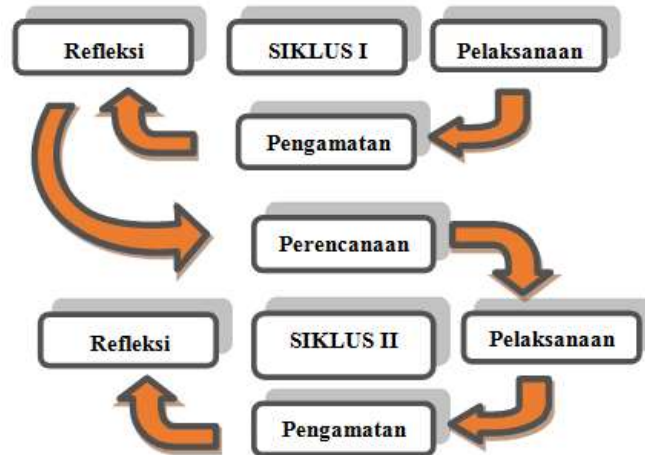 Refleksi
SIKLUS I
Pelaksanaan
Pengamatan
Perencanaan
Refleksi
SIKLUS II
Pelaksanaan
Pengamatan